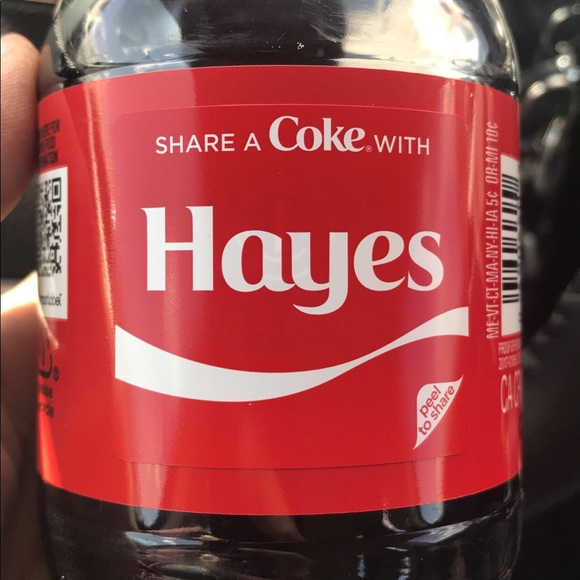 SHARE A Coke® WITH
Hayes
peel
to share
ME-VT-CT-MA-NY-HI-IA 5¢ OR-MI 10¢